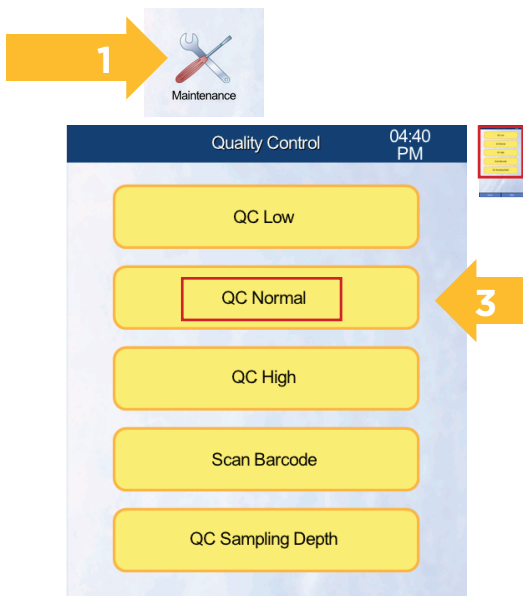 1
Maintenance
Quality Control
04:40
PM
QC Low
QC Normal
3
QC High
Scan Barcode
QC Sampling Depth